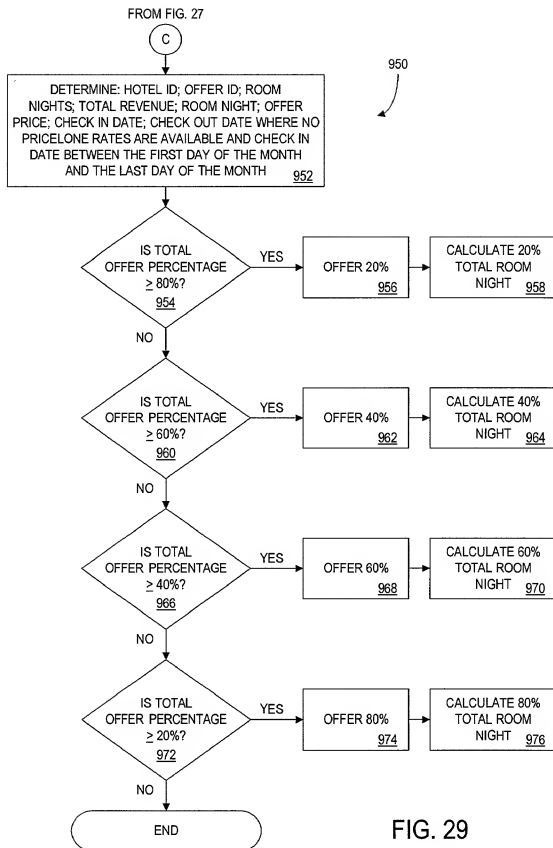 FROM FIG. 27
C
950
DETERMINE: HOTEL ID; OFFER ID; ROOM
NIGHTS; TOTAL REVENUE; ROOM NIGHT; OFFER
PRICE; CHECK IN DATE; CHECK OUT DATE WHERE NO
PRICELONE RATES ARE AVAILABLE AND CHECK IN
DATE BETWEEN THE FIRST DAY OF THE MONTH
AND THE LAST DAY OF THE MONTH 952
IS TOTAL
OFFER PERCENTAGE
≥ 80%?
954
YES
OFFER 20%
956
CALCULATE 20%
TOTAL ROOM
NIGHT 958
NO
IS TOTAL
OFFER PERCENTAGE
≥ 60%?
960
YES
OFFER 40%
962
CALCULATE 40%
TOTAL ROOM
NIGHT 964
NO
IS TOTAL
OFFER PERCENTAGE
≥ 40%?
966
YES
OFFER 60%
968
CALCULATE 60%
TOTAL ROOM
NIGHT 970
NO
IS TOTAL
OFFER PERCENTAGE
≥ 20%?
972
YES
OFFER 80%
974
CALCULATE 80%
TOTAL ROOM
NIGHT 976
NO
END
FIG. 29